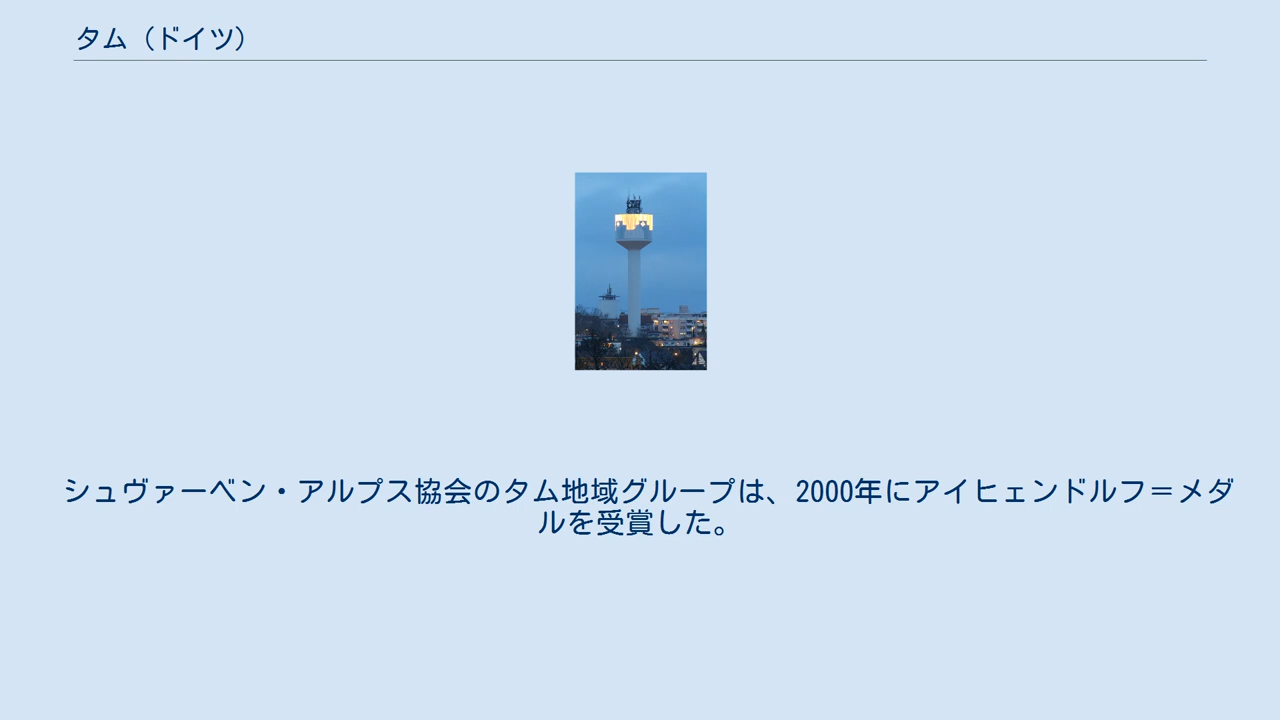 タム（ドイツ）
シュヴァーベン・アルプス協会のタム地域グループは、2000年にアイヒェンドルフ＝メダ
ルを受賞した。